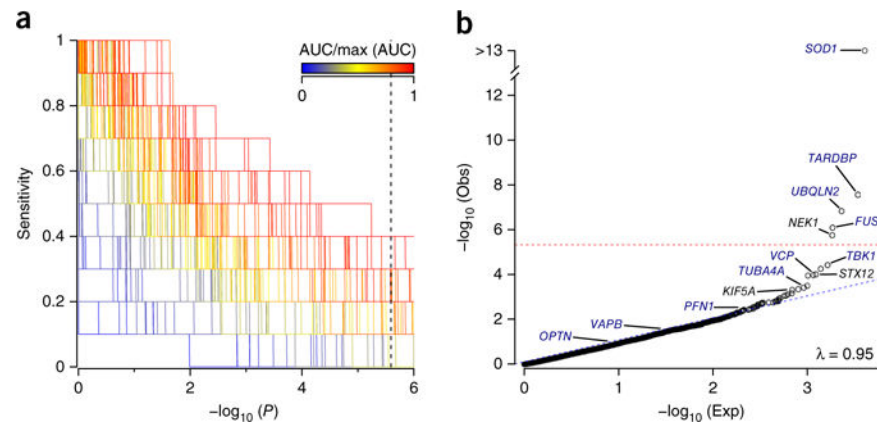 a
AUC/max (AUC)
0 1
1
0.8
0.6
0.4
0.2
0
Sensitivity
0 2 4 6
–log10 (P)
b
>13
12
10
8
6
4
2
0
–log10 (Obs)
SOD1
TARDBP
UBQLN2
NEK1
FUS
VCP
TBK1
TUBA4A
STX12
KIF5A
PFN1
VAPB
OPTN
λ = 0.95
0 1 2 3
–log10 (Exp)